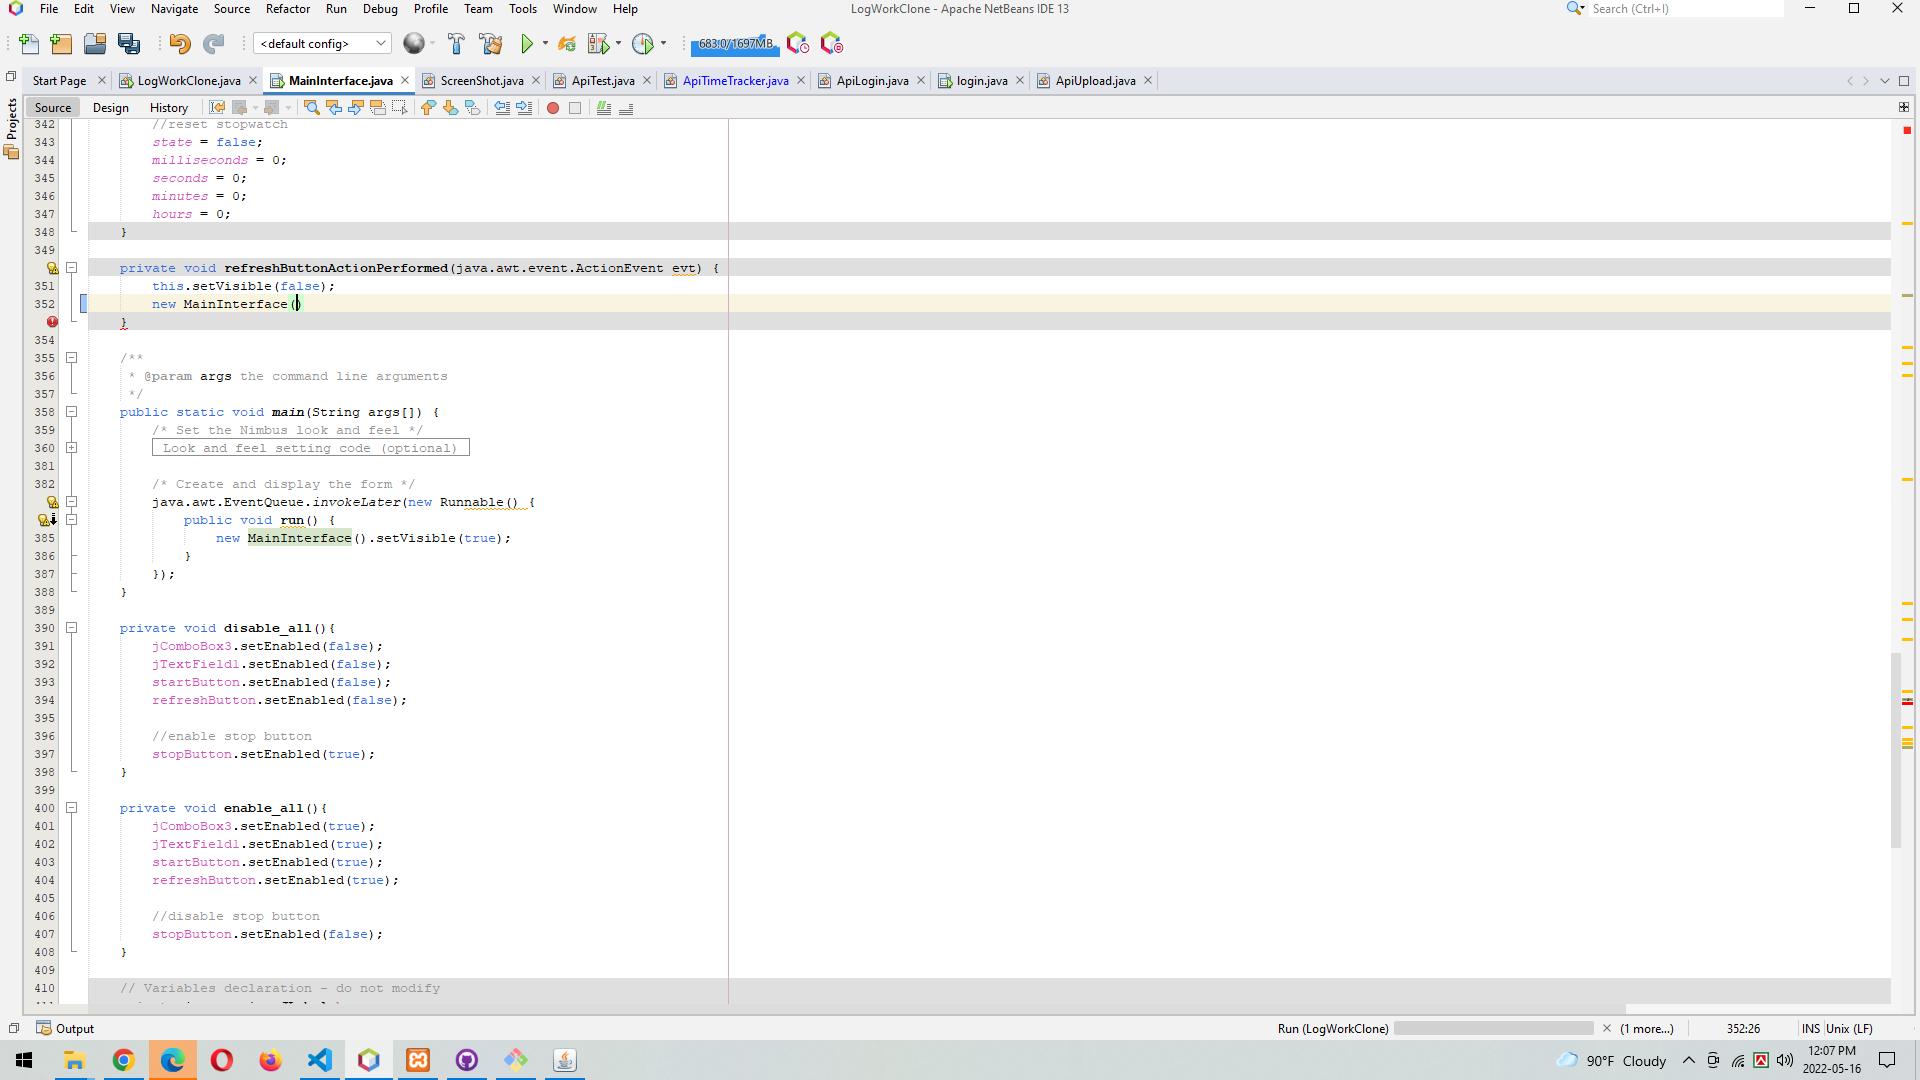 File Edit View Navigate Source Refactor Run Debug Profile Team Tools Window Help
LogWorkClone - Apache NetBeans IDE 13
Search (Ctrl+I)
<default config>
683.0/1697MB
Start Page
LogWorkClone.java
MainInterface.java
ScreenShot.java
ApiTest.java
ApiTimeTracker.java
ApiLogin.java
login.java
ApiUpload.java
Projects
Source Design History
342 //reset stopwatch
343 state = false;
344 milliseconds = 0;
345 seconds = 0;
346 minutes = 0;
347 hours = 0;
348 }
349
private void refreshButtonActionPerformed(java.awt.event.ActionEvent evt) {
351 this.setVisible(false);
352 new MainInterface()
}
354
355 /**
356 * @param args the command line arguments
357 */
358 public static void main(String args[]) {
359 /* Set the Nimbus look and feel */
360 Look and feel setting code (optional)
381
382 /* Create and display the form */
java.awt.EventQueue.invokeLater(new Runnable() {
public void run() {
385 new MainInterface().setVisible(true);
386 }
387 });
388 }
389
390 private void disable_all(){
391 jComboBox3.setEnabled(false);
392 jTextField1.setEnabled(false);
393 startButton.setEnabled(false);
394 refreshButton.setEnabled(false);
395
396 //enable stop button
397 stopButton.setEnabled(true);
398 }
399
400 private void enable_all(){
401 jComboBox3.setEnabled(true);
402 jTextField1.setEnabled(true);
403 startButton.setEnabled(true);
404 refreshButton.setEnabled(true);
405
406 //disable stop button
407 stopButton.setEnabled(false);
408 }
409
410 // Variables declaration - do not modify
Output
Run (LogWorkClone)
(1 more...)
352:26
INS
Unix (LF)
90°F Cloudy
12:07 PM
2022-05-16